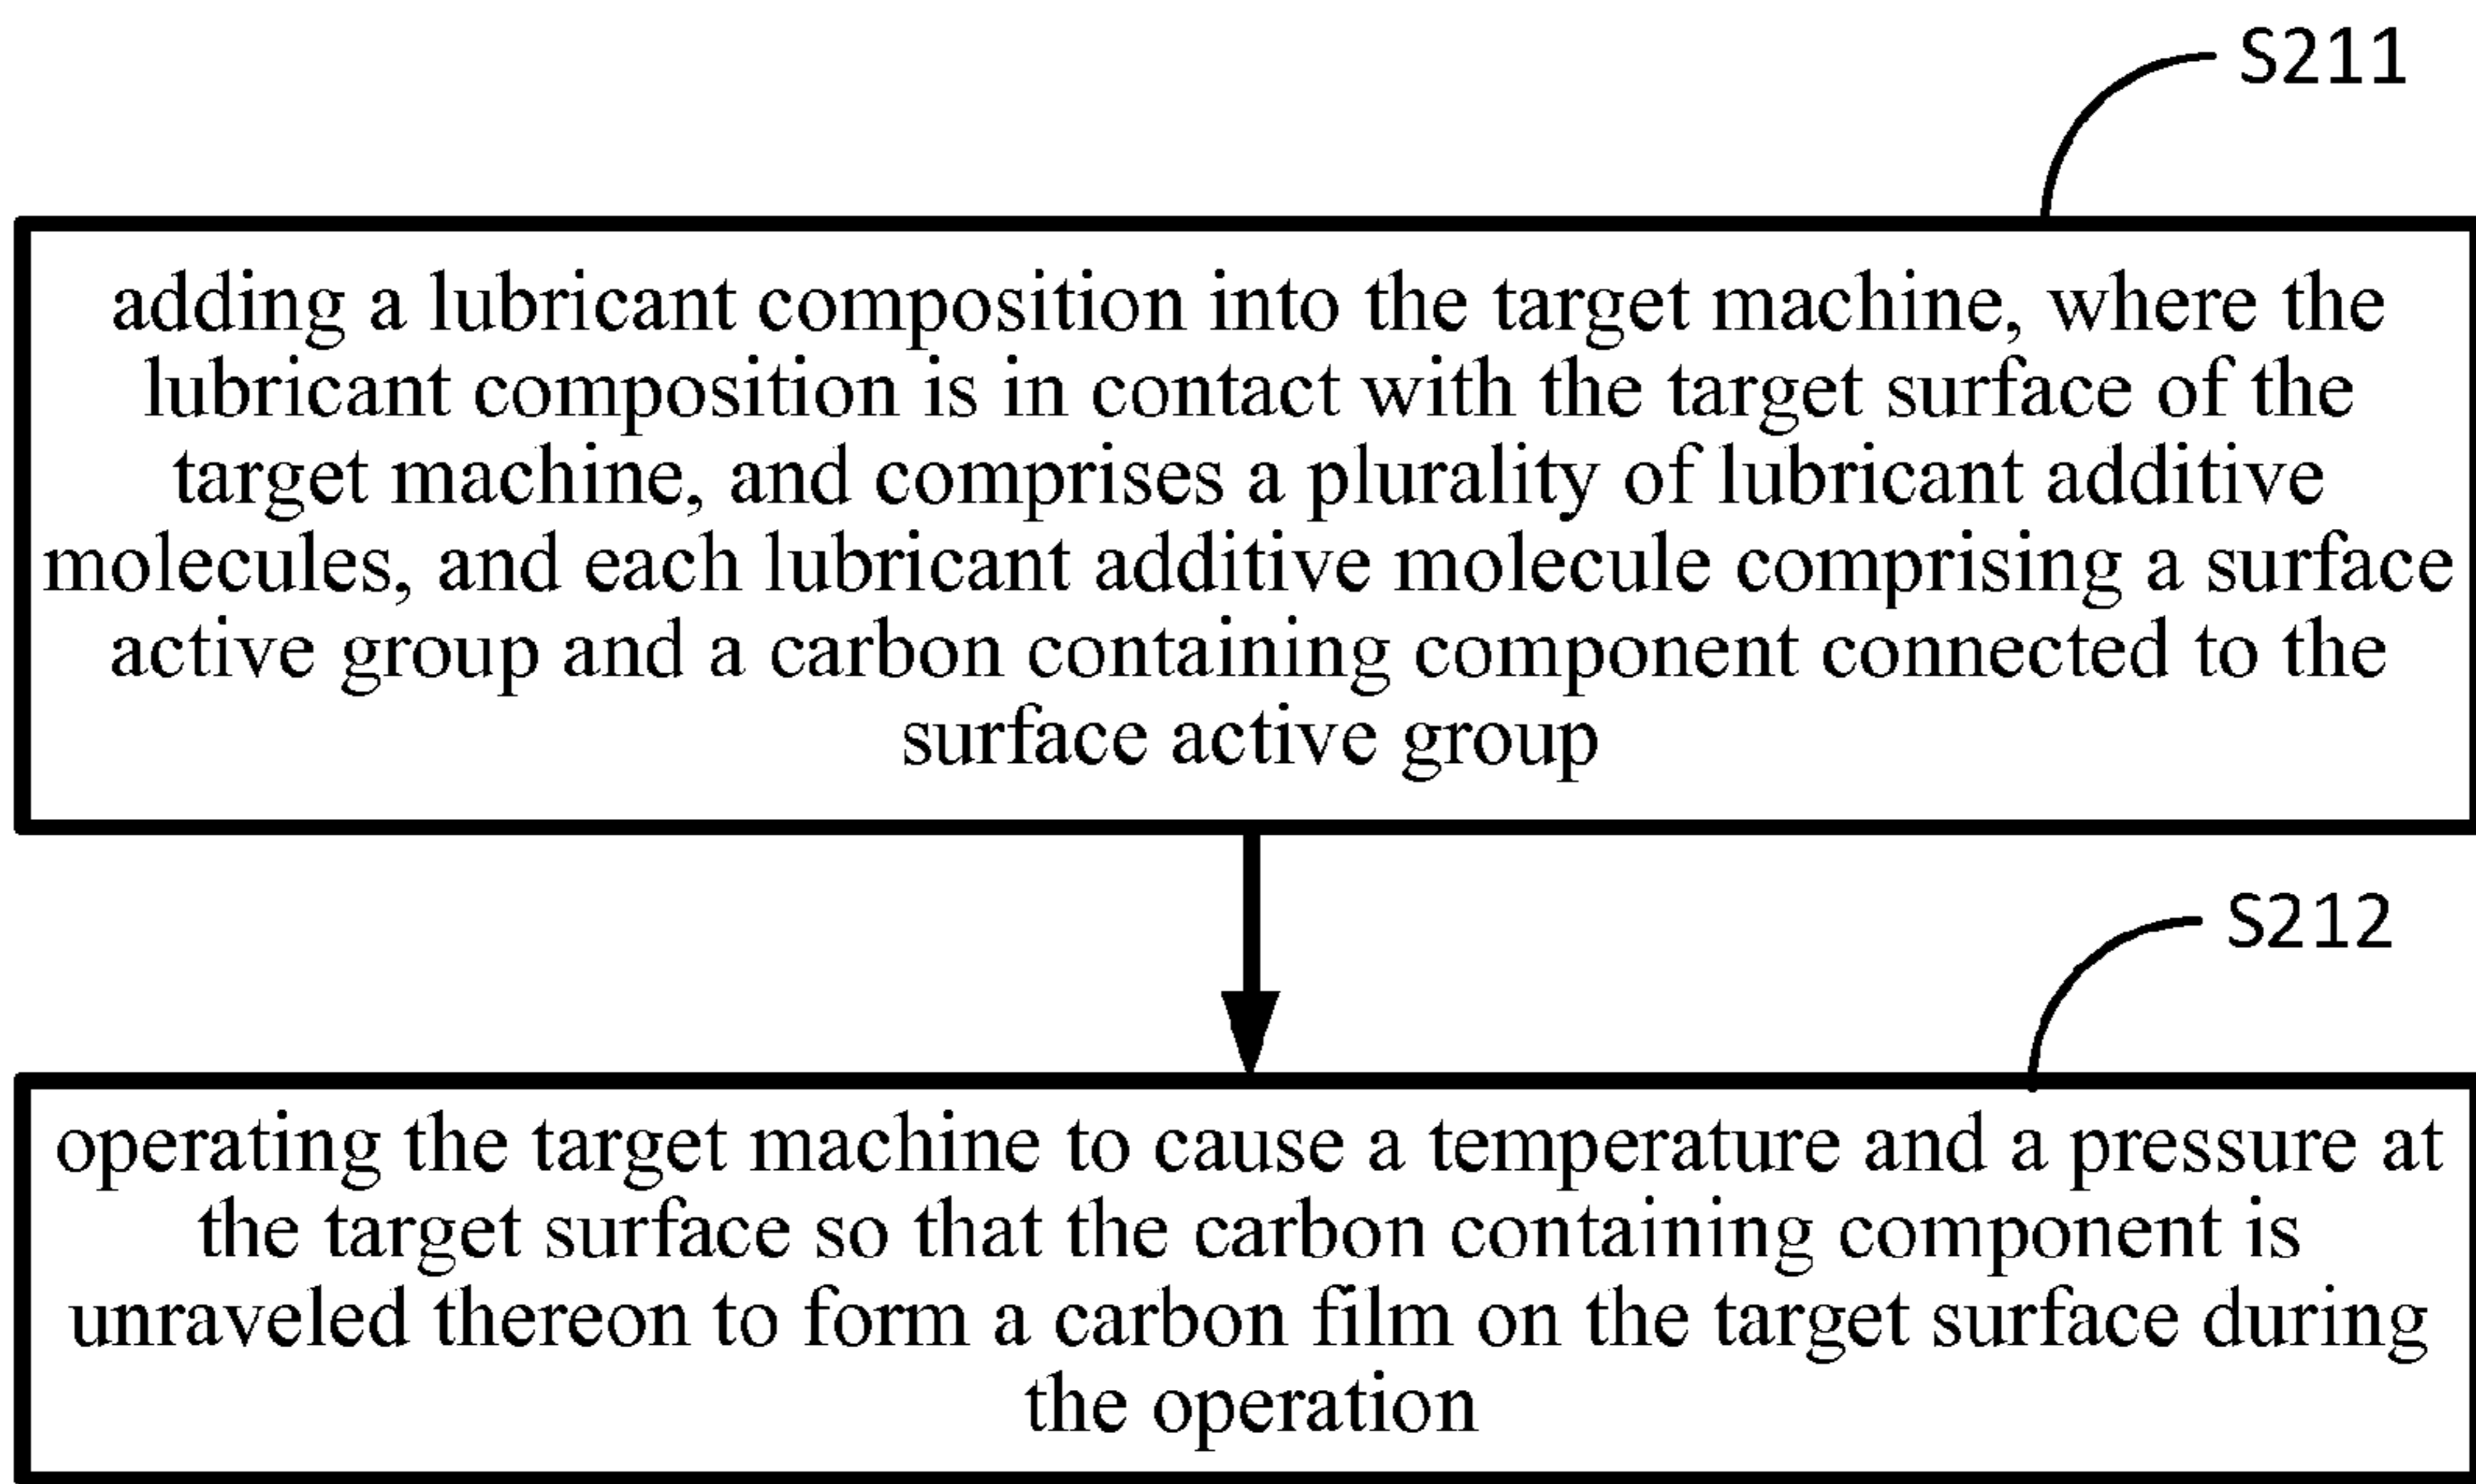 S211
adding a lubricant composition into the target machine, where the
lubricant composition is in contact with the target surface of the
target machine, and comprises a plurality of lubricant additive
molecules, and each lubricant additive molecule comprising a surface
active group and a carbon containing component connected to the
surface active group
S212
operating the target machine to cause a temperature and a pressure at
the target surface so that the carbon containing component is
unraveled thereon to form a carbon film on the target surface during
the operation